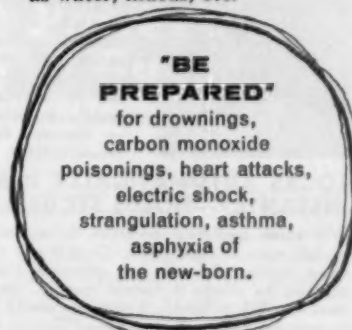 "BE
PREPARED"
for drownings,
carbon monoxide
poisonings, heart attacks,
electric shock,
strangulation, asthma,
asphyxia of
the new-born.